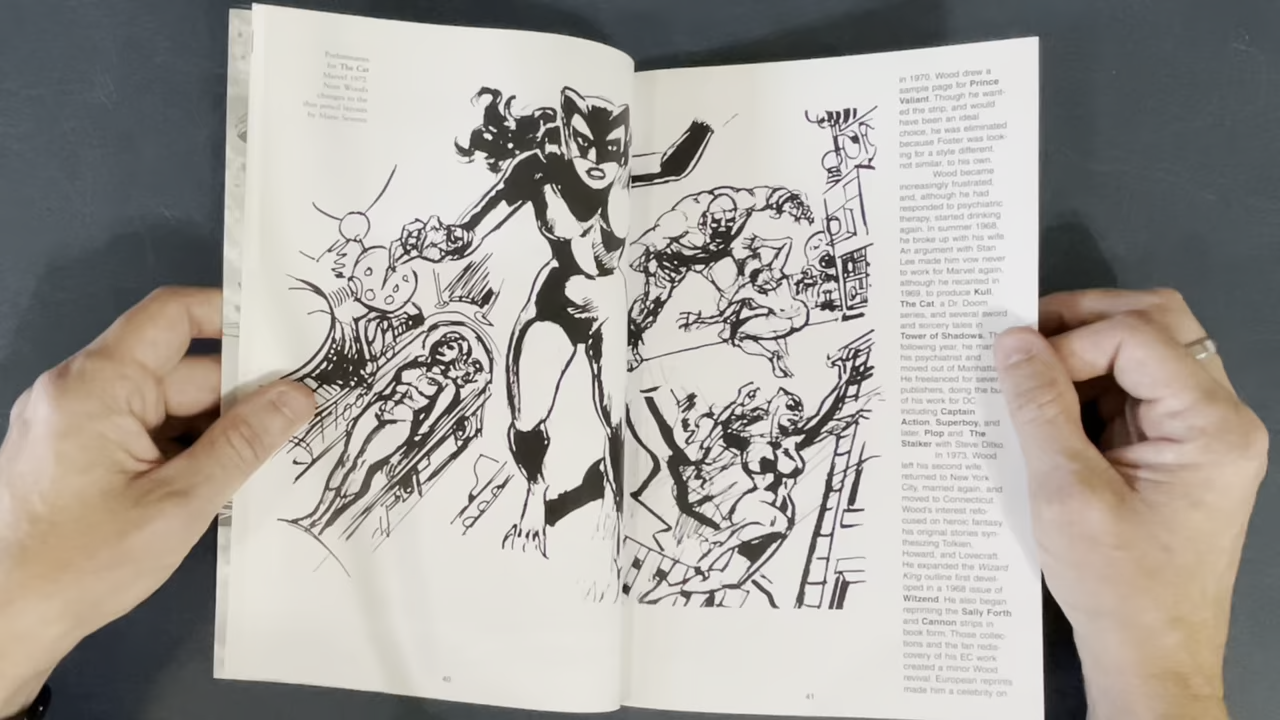 Preliminaries
for The Cat
Marvel 1972.
Note Wood's
changes to the
pencil layouts
by Marie Severin
40
in 1970, Wood drew a
sample page for Prince
Valiant. Though he want-
ed the strip, and would
have been an ideal
choice, he was eliminated
because Foster was look-
ing for a style different,
not similar, to his own.
Wood became
increasingly frustrated,
and, although he had
responded to psychiatric
therapy, started drinking
again. In summer 1968,
he broke up with his wife.
An argument with Stan
Lee made him vow never
to work for Marvel again,
although he recanted in
1969, to produce Kull,
The Cat, a Dr. Doom
series, and several sword
and sorcery tales in
Tower of Shadows. The
following year, he mar
his psychiatrist and
moved out of Manhatta
He freelanced for sever
publishers, doing the bu
of his work for DC,
including Captain
Action, Superboy, and
later, Plop and The
Stalker with Steve Ditko.
In 1973, Wood
left his second wife,
returned to New York
City, married again, and
moved to Connecticut.
Wood's interest refo-
cused on heroic fantasy
his original stories syn-
thesizing Tolkien,
Howard, and Lovecraft.
He expanded the Wizard
King outline first devel-
oped in a 1968 issue of
Witzend. He also began
reprinting the Sally Forth
and Cannon strips in
book form. Those collec-
tions and the fan redis-
covery of his EC work
created a minor Wood
revival. European reprints
made him a celebrity on
41